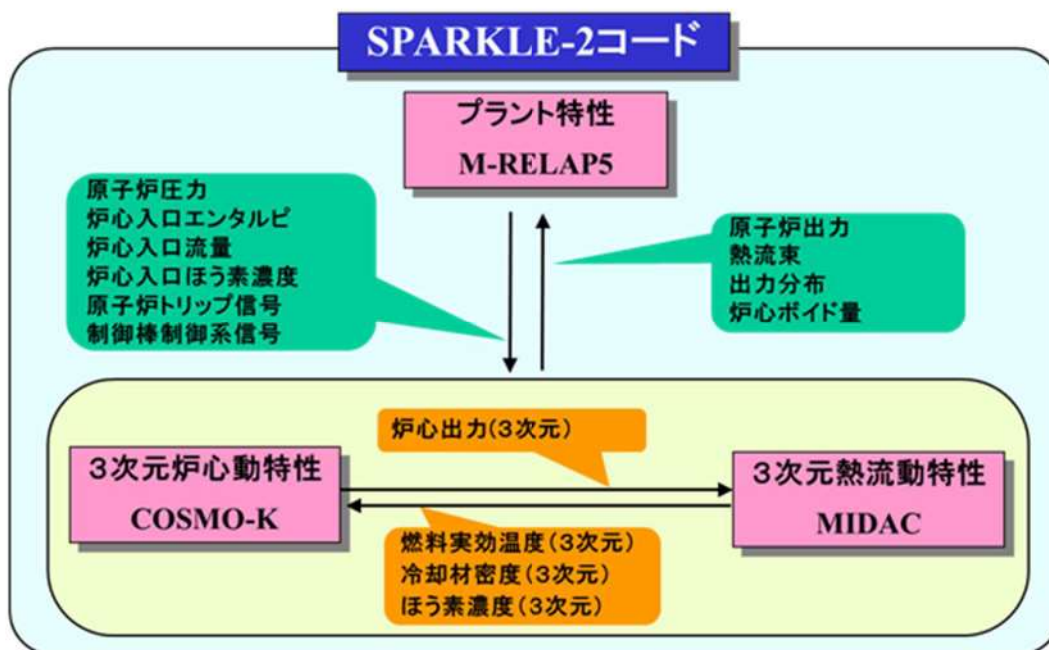 SPARKLE-2コード
プラント特性
M-RELAP5
原子炉圧力
炉心入口エンタルピ
炉心入口流量
炉心入口ほう素濃度
原子炉トリップ信号
制御棒制御系信号
原子炉出力
熱流束
出力分布
炉心ボイド量
炉心出力(3次元)
3次元炉心動特性
COSMO-K
3次元熱流動特性
MIDAC
燃料実効温度(3次元)
冷却材密度(3次元)
ほう素濃度(3次元)